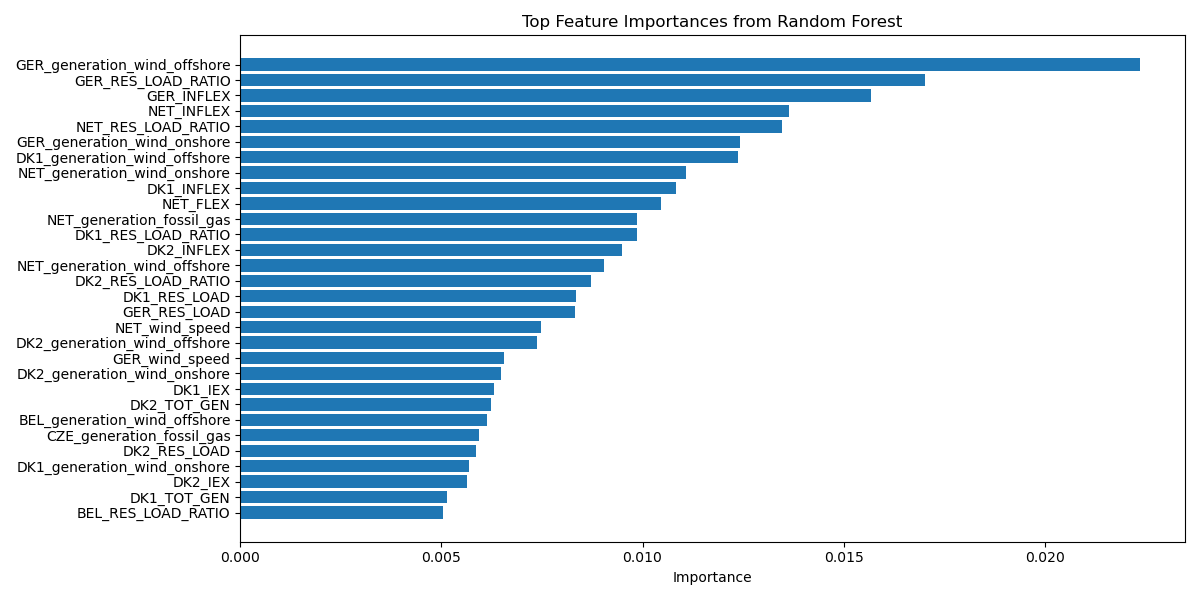 Top Feature Importances from Random Forest
GER_generation_wind_offshore
GER_RES_LOAD_RATIO
GER_INFLEX
NET_INFLEX
NET_RES_LOAD_RATIO
GER_generation_wind_onshore
DK1_generation_wind_offshore
NET_generation_wind_onshore
DK1_INFLEX
NET_FLEX
NET_generation_fossil_gas
DK1_RES_LOAD_RATIO
DK2_INFLEX
NET_generation_wind_offshore
DK2_RES_LOAD_RATIO
DK1_RES_LOAD
GER_RES_LOAD
NET_wind_speed
DK2_generation_wind_offshore
GER_wind_speed
DK2_generation_wind_onshore
DK1_IEX
DK2_TOT_GEN
BEL_generation_wind_offshore
CZE_generation_fossil_gas
DK2_RES_LOAD
DK1_generation_wind_onshore
DK2_IEX
DK1_TOT_GEN
BEL_RES_LOAD_RATIO
0.000 0.005 0.010 0.015 0.020
Importance